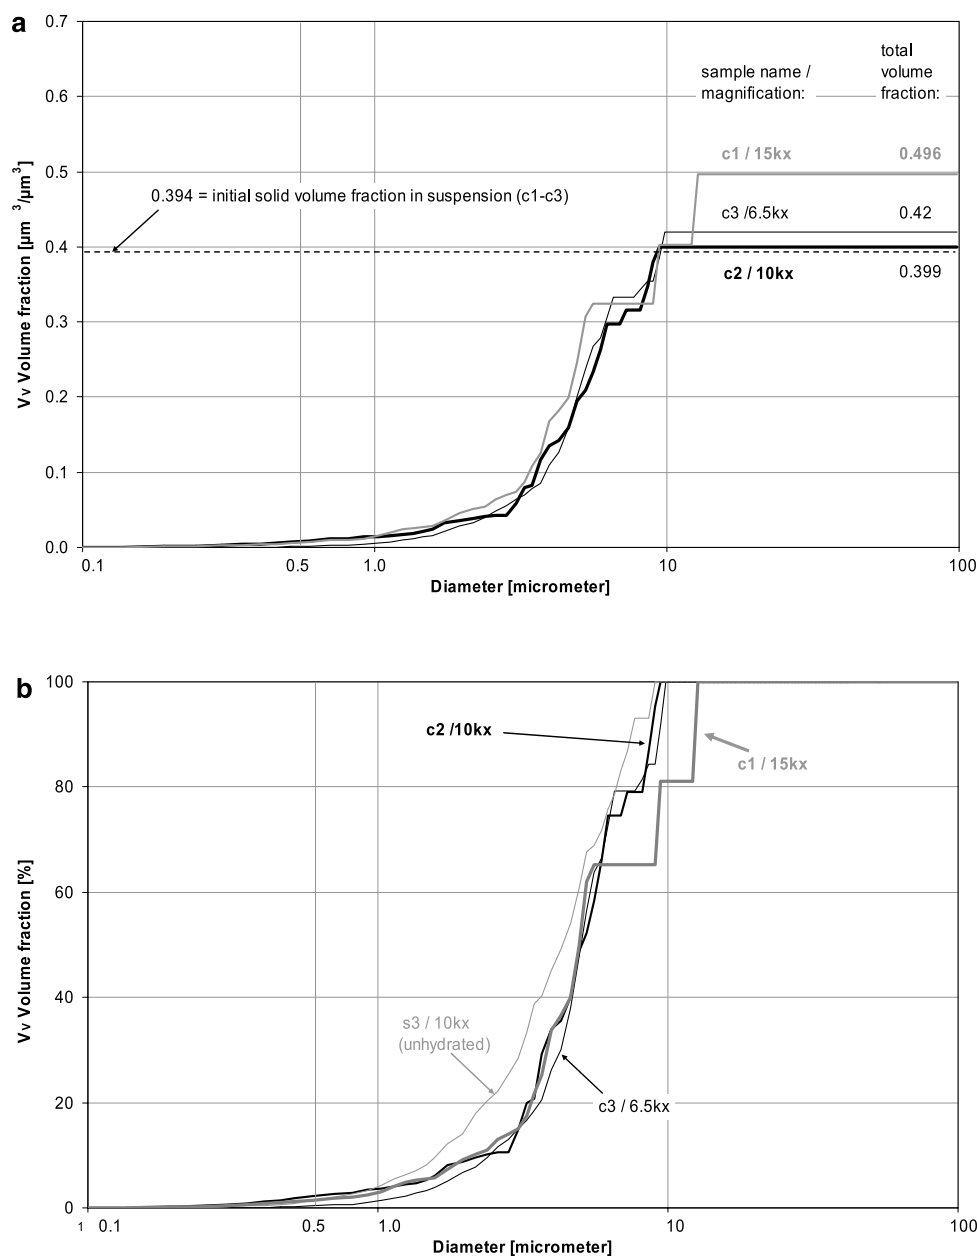 a
0.7
total
volume
fraction:
sample name /
magnification:
0.6
c1 / 15kx 0.496
0.5
0.394 = initial solid volume fraction in suspension (c1-c3)
c3 /6.5kx 0.42
0.4
c2 / 10kx 0.399
0.3
0.2
0.1
0.0
Vv Volume fraction [µm³/µm³]
0.1 0.5 1.0 10 100
Diameter [micrometer]
b
100
c2 /10kx
c1 / 15kx
80
60
40
s3 / 10kx
(unhydrated)
c3 / 6.5kx
20
0
Vv Volume fraction [%]
1 0.1 0.5 1.0 10 100
Diameter [micrometer]